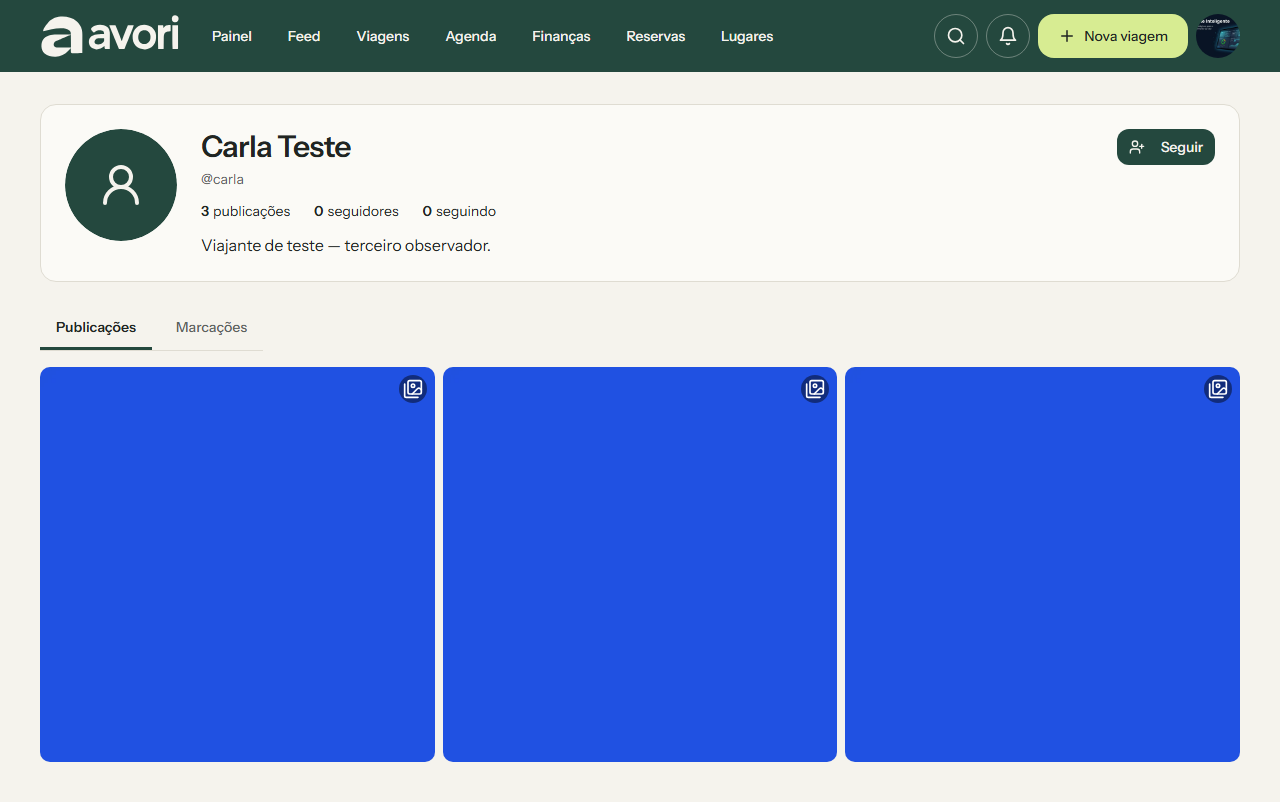 avori
Painel
Feed
Viagens
Agenda
Finanças
Reservas
Lugares
Nova viagem
Carla Teste
Seguir
@carla
3 publicações 0 seguidores 0 seguindo
Viajante de teste — terceiro observador.
Publicações
Marcações